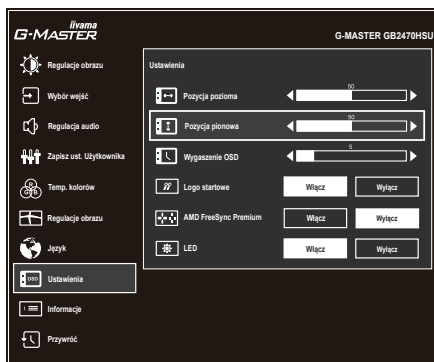 iiyama
G-MASTER
G-MASTER GB2470HSU
Regulacje obrazu
Wybór wejść
Regulacja audio
Zapisz ust. Użytkownika
R G B
Temp. kolorów
Regulacje obrazu
Język
OSD
Ustawienia
Informacje
Przywróć
Ustawienia
Pozycja pozioma
50
Pozycja pionowa
50
Wygaszenie OSD
5
Logo startowe
Włącz
Wyłącz
AMD FreeSync Premium
Włącz
Wyłącz
LED
Włącz
Wyłącz